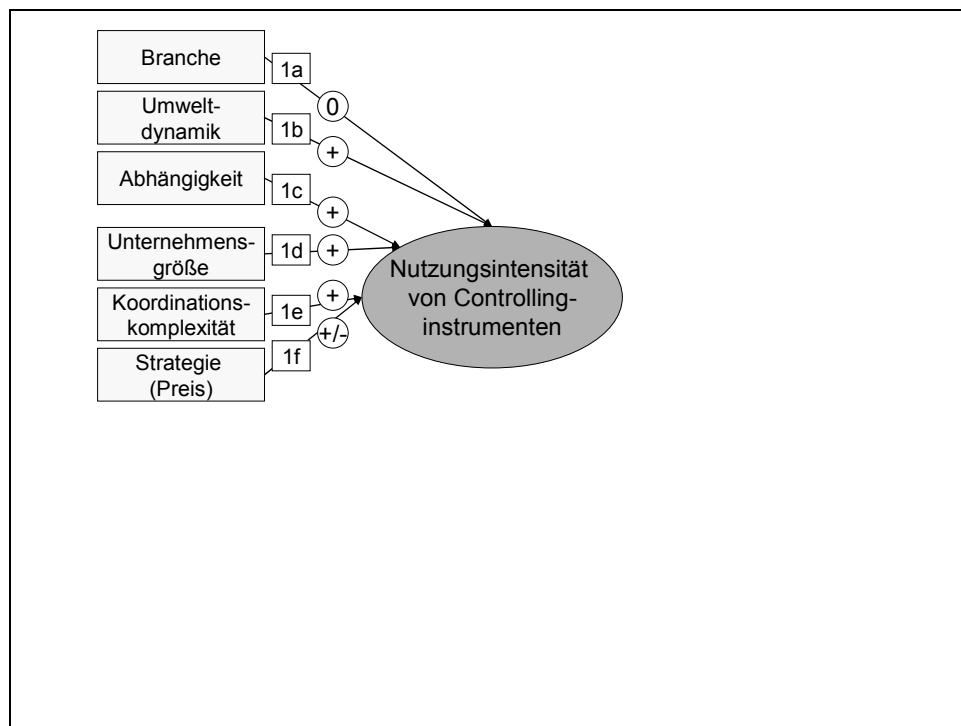 Branche
1a
0
Umwelt-
dynamik
1b
+
Abhängigkeit
1c
+
Unternehmens-
größe
1d
+
Koordinations-
komplexität
1e
+
Strategie
(Preis)
1f
+/-
Nutzungsintensität
von Controlling-
instrumenten